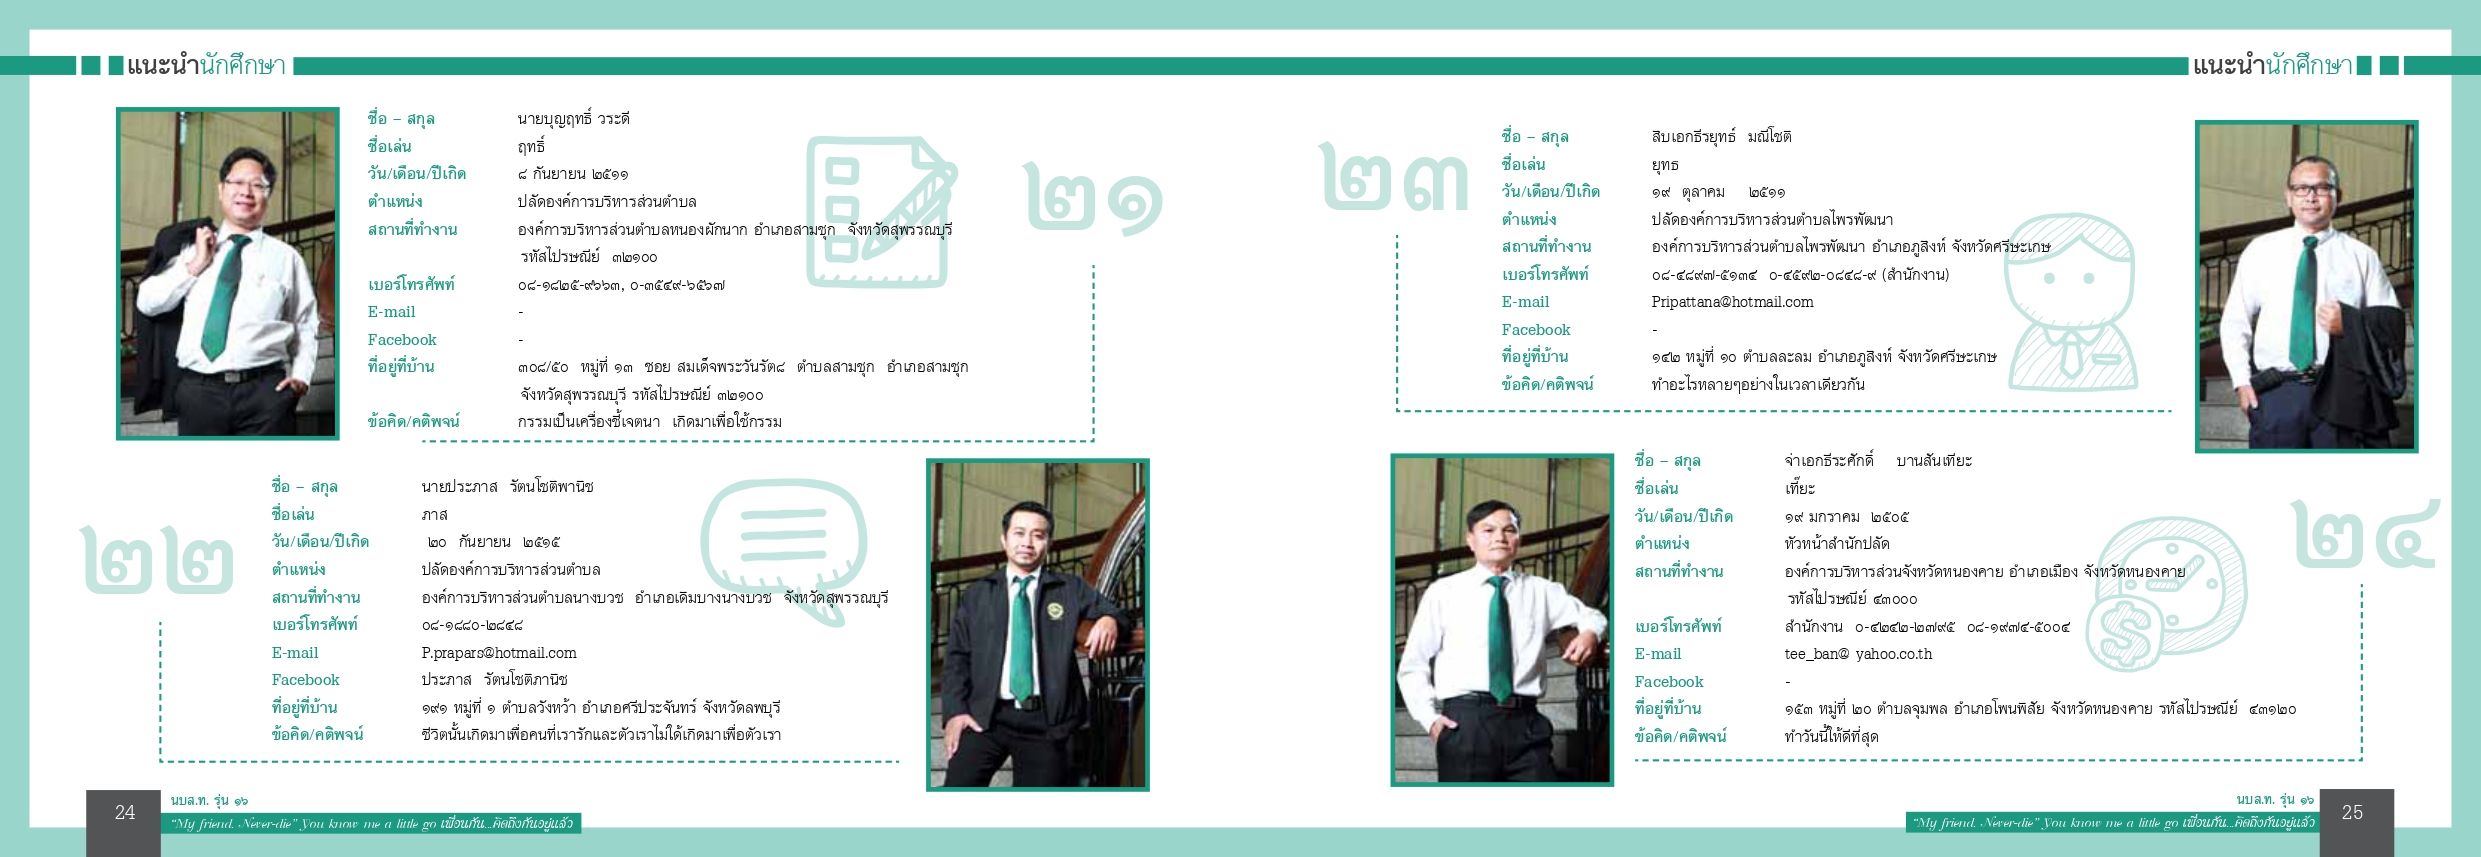 แนะนำนักศึกษา
ชื่อ – สกุล นายบุญฤทธิ์ วระดี
ชื่อเล่น ฤทธิ์
วัน/เดือน/ปีเกิด ๘ กันยายน ๒๕๑๑
ตำแหน่ง ปลัดองค์การบริหารส่วนตำบล
สถานที่ทำงาน องค์การบริหารส่วนตำบลหนองผักนาก อำเภอสามชุก จังหวัดสุพรรณบุรี
รหัสไปรษณีย์ ๓๒๑๐๐
เบอร์โทรศัพท์ ๐๘-๑๘๒๕-๙๖๖๓, ๐-๓๕๔๙-๖๕๖๗
E-mail -
Facebook -
ที่อยู่ที่บ้าน ๓๐๘/๕๐ หมู่ที่ ๑๓ ซอย สมเด็จพระวันรัต๘ ตำบลสามชุก อำเภอสามชุก
จังหวัดสุพรรณบุรี รหัสไปรษณีย์ ๓๒๑๐๐
ข้อคิด/คติพจน์ กรรมเป็นเครื่องชี้เจตนา เกิดมาเพื่อใช้กรรม
๒๑
๒๒
ชื่อ – สกุล นายประภาส รัตนโชติพานิช
ชื่อเล่น ภาส
วัน/เดือน/ปีเกิด ๒๐ กันยายน ๒๕๑๕
ตำแหน่ง ปลัดองค์การบริหารส่วนตำบล
สถานที่ทำงาน องค์การบริหารส่วนตำบลนางบวช อำเภอเดิมบางนางบวช จังหวัดสุพรรณบุรี
เบอร์โทรศัพท์ ๐๘-๑๘๘๐-๒๘๔๘
E-mail P.prapars@hotmail.com
Facebook ประภาส รัตนโชติภานิช
ที่อยู่ที่บ้าน ๑๙๑ หมู่ที่ ๑ ตำบลวังหว้า อำเภอศรีประจันทร์ จังหวัดลพบุรี
ข้อคิด/คติพจน์ ชีวิตนั้นเกิดมาเพื่อคนที่เรารักและตัวเราไม่ได้เกิดมาเพื่อตัวเรา
24
นบส.ท. รุ่น ๑๖
“My friend. Never-die” You know me a little go เพื่อนกัน...คิดถึงกันอยู่แล้ว
แนะนำนักศึกษา
๒๓
ชื่อ – สกุล สิบเอกธีรยุทธ์ มณีโชติ
ชื่อเล่น ยุทธ
วัน/เดือน/ปีเกิด ๑๙ ตุลาคม ๒๕๑๑
ตำแหน่ง ปลัดองค์การบริหารส่วนตำบลไพรพัฒนา
สถานที่ทำงาน องค์การบริหารส่วนตำบลไพรพัฒนา อำเภอภูสิงห์ จังหวัดศรีษะเกษ
เบอร์โทรศัพท์ ๐๘-๔๘๙๗-๕๑๓๔ ๐-๔๕๙๒-๐๘๔๘-๙ (สำนักงาน)
E-mail Pripattana@hotmail.com
Facebook -
ที่อยู่ที่บ้าน ๑๔๒ หมู่ที่ ๑๐ ตำบลละลม อำเภอภูสิงห์ จังหวัดศรีษะเกษ
ข้อคิด/คติพจน์ ทำอะไรหลายๆอย่างในเวลาเดียวกัน
ชื่อ – สกุล จ่าเอกธีระศักดิ์ บานสันเทียะ
ชื่อเล่น เที๊ยะ
วัน/เดือน/ปีเกิด ๑๙ มกราคม ๒๕๐๕
ตำแหน่ง หัวหน้าสำนักปลัด
สถานที่ทำงาน องค์การบริหารส่วนจังหวัดหนองคาย อำเภอเมือง จังหวัดหนองคาย
รหัสไปรษณีย์ ๔๓๐๐๐
เบอร์โทรศัพท์ สำนักงาน ๐-๔๒๔๒-๒๗๙๕ ๐๘-๑๙๗๔-๕๐๐๔
E-mail tee_ban@ yahoo.co.th
Facebook -
ที่อยู่ที่บ้าน ๑๕๓ หมู่ที่ ๒๐ ตำบลจุมพล อำเภอโพนพิสัย จังหวัดหนองคาย รหัสไปรษณีย์ ๔๓๑๒๐
ข้อคิด/คติพจน์ ทำวันนี้ให้ดีที่สุด
๒๔
นบส.ท. รุ่น ๑๖
“My friend. Never-die” You know me a little go เพื่อนกัน...คิดถึงกันอยู่แล้ว
25